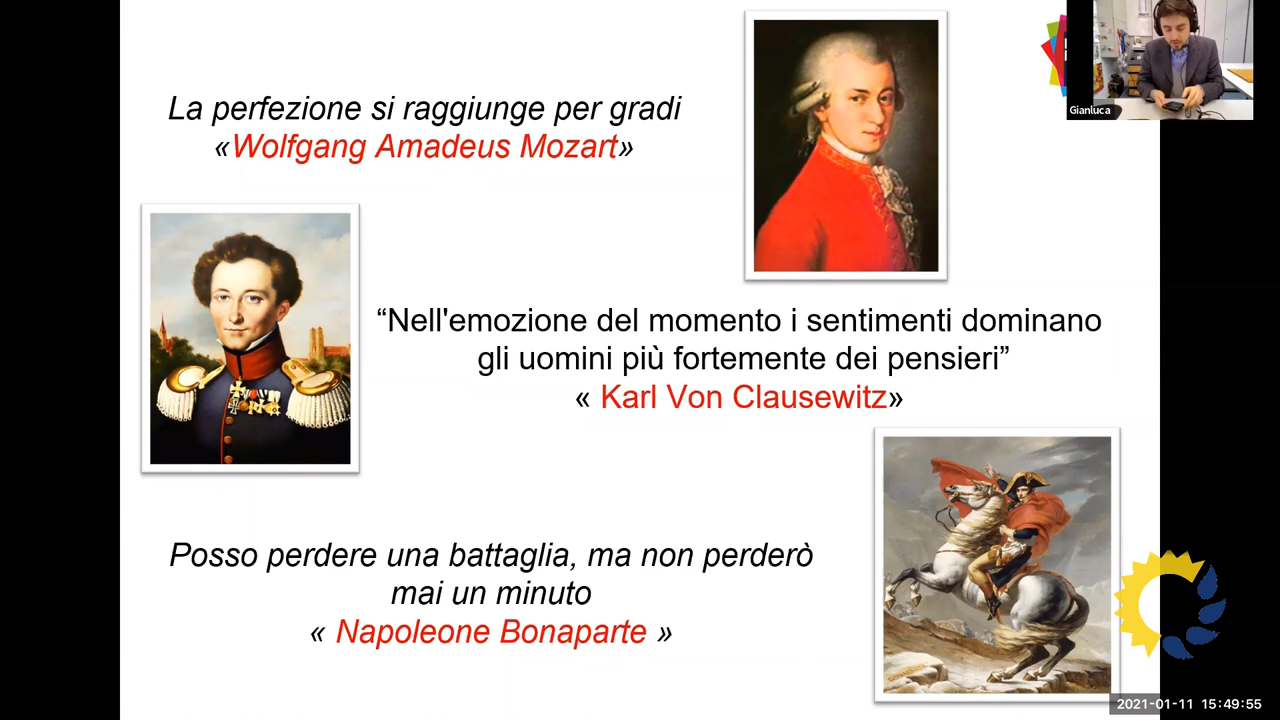 La perfezione si raggiunge per gradi
«Wolfgang Amadeus Mozart»
Gianluca
“Nell'emozione del momento i sentimenti dominano
gli uomini più fortemente dei pensieri”
« Karl Von Clausewitz»
Posso perdere una battaglia, ma non perderò
mai un minuto
« Napoleone Bonaparte »
2021-01-11 15:49:55